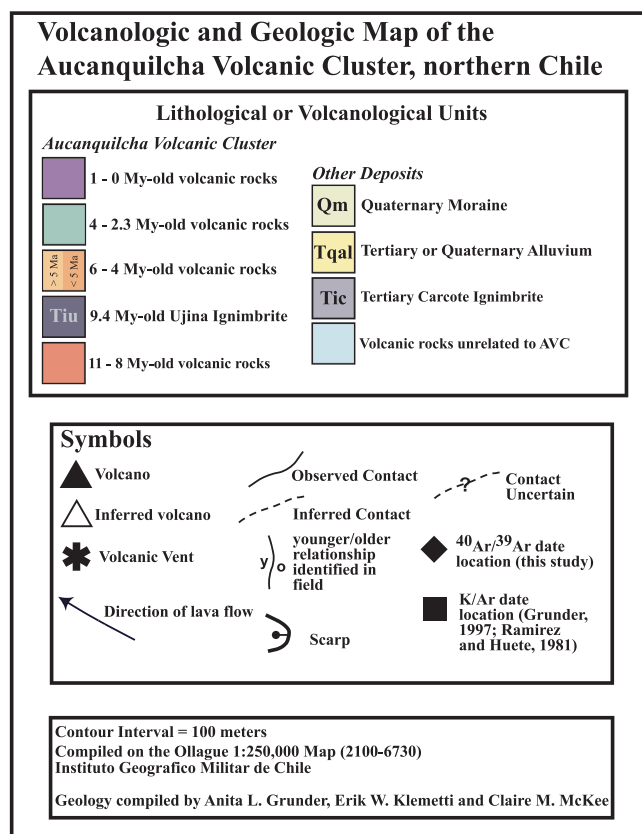 Volcanologic and Geologic Map of the
Aucanquilcha Volcanic Cluster, northern Chile
Lithological or Volcanological Units
Aucanquilcha Volcanic Cluster
1 - 0 My-old volcanic rocks
4 - 2.3 My-old volcanic rocks
> 5 Ma
< 5 Ma
6 - 4 My-old volcanic rocks
Tiu
9.4 My-old Ujina Ignimbrite
11 - 8 My-old volcanic rocks
Other Deposits
Qm
Quaternary Moraine
Tqal
Tertiary or Quaternary Alluvium
Tic
Tertiary Carcote Ignimbrite
Volcanic rocks unrelated to AVC
Symbols
Volcano
Inferred volcano
Volcanic Vent
Direction of lava flow
Observed Contact
Inferred Contact
y o
younger/older
relationship
identified in
field
Scarp
?
Contact
Uncertain
40Ar/39Ar date
location (this study)
K/Ar date
location (Grunder,
1997; Ramirez
and Huete, 1981)
Contour Interval = 100 meters
Compiled on the Ollague 1:250,000 Map (2100-6730)
Instituto Geografico Militar de Chile
Geology compiled by Anita L. Grunder, Erik W. Klemetti and Claire M. McKee